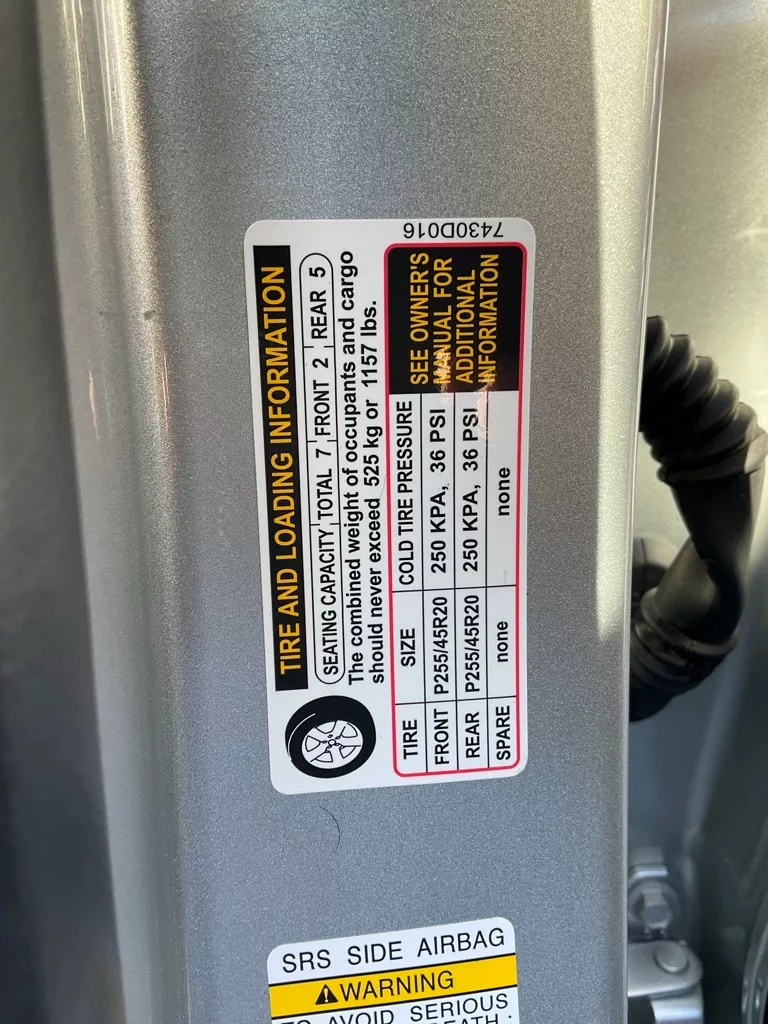 7430D016
TIRE AND LOADING INFORMATION
SEATING CAPACITY TOTAL 7 FRONT 2 REAR 5
The combined weight of occupants and cargo
should never exceed 525 kg or 1157 lbs.
TIRE SIZE COLD TIRE PRESSURE
FRONT P255/45R20 250 KPA, 36 PSI
REAR P255/45R20 250 KPA, 36 PSI
SPARE none none
SEE OWNER'S
MANUAL FOR
ADDITIONAL
INFORMATION
SRS SIDE AIRBAG
WARNING
TO AVOID SERIOUS